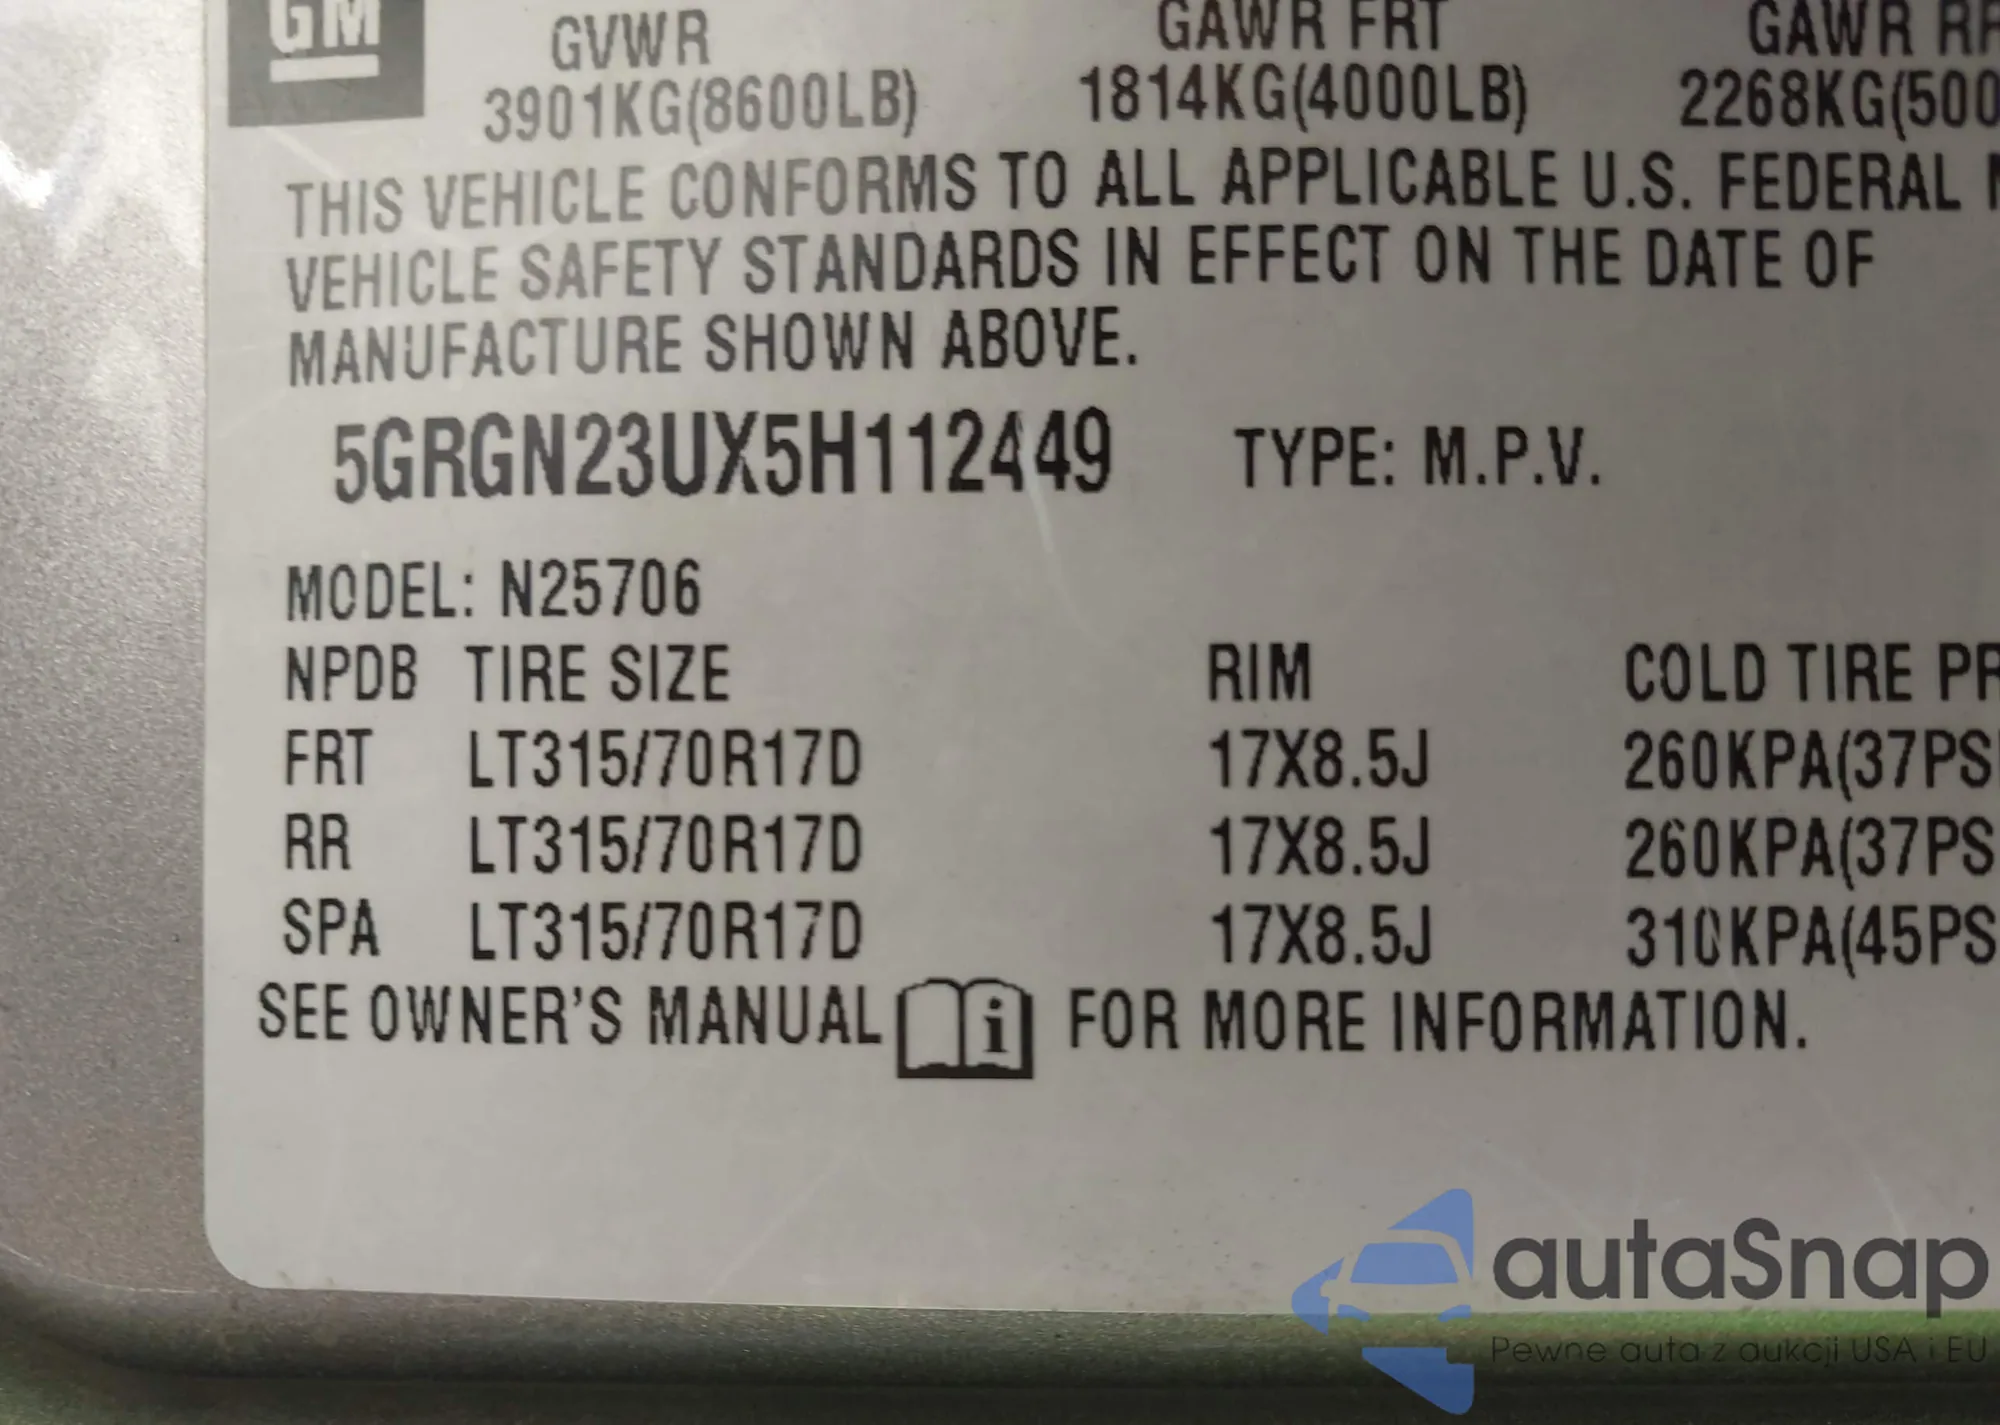 GM GVWR GAWR FRT GAWR RR
3901KG(8600LB) 1814KG(4000LB) 2268KG(500
THIS VEHICLE CONFORMS TO ALL APPLICABLE U.S. FEDERAL
VEHICLE SAFETY STANDARDS IN EFFECT ON THE DATE OF
MANUFACTURE SHOWN ABOVE.
5GRGN23UX5H112449 TYPE: M.P.V.
MODEL: N25706
NPDB TIRE SIZE RIM COLD TIRE PR
FRT LT315/70R17D 17X8.5J 260KPA(37PSI
RR LT315/70R17D 17X8.5J 260KPA(37PS
SPA LT315/70R17D 17X8.5J 310KPA(45PS
SEE OWNER'S MANUAL i FOR MORE INFORMATION.
autaSnap
Pewne auta z aukcji USA i EU